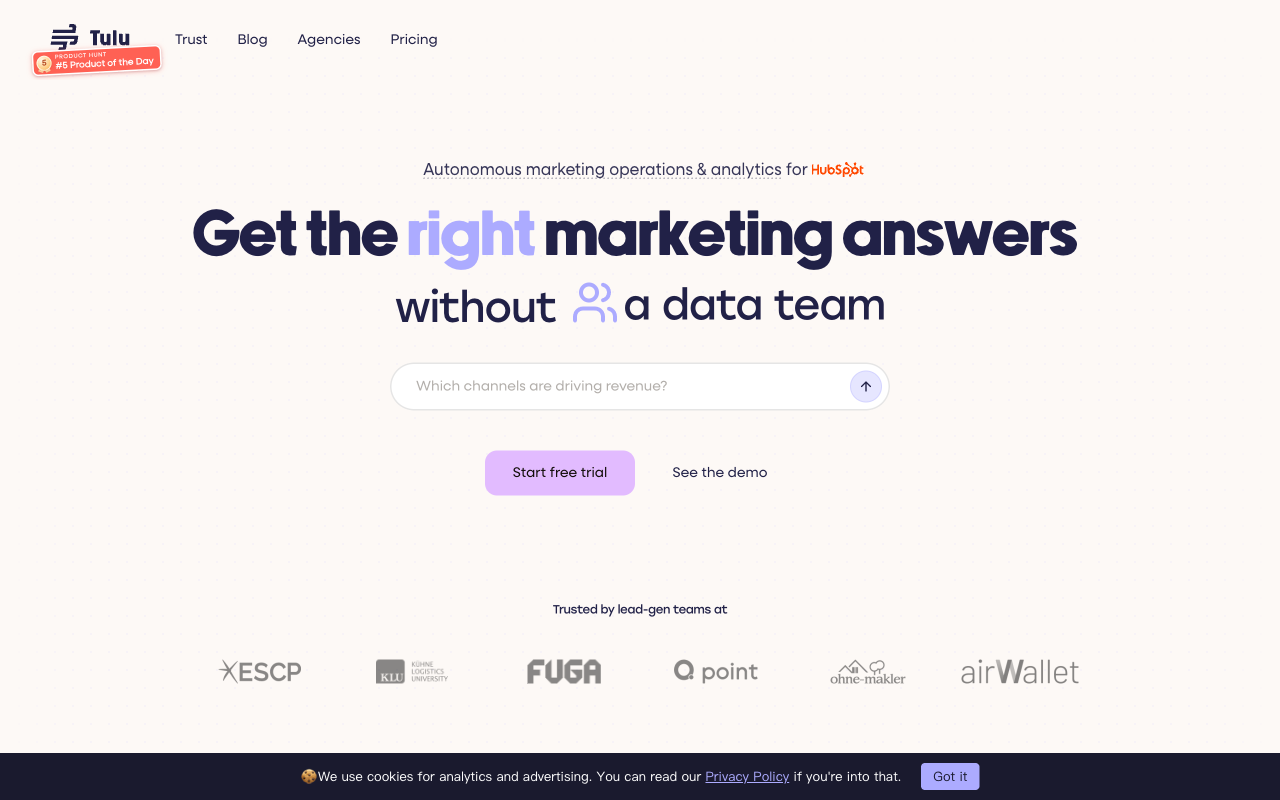 Tulu
Trust
Blog
Agencies
Pricing
5
PRODUCT HUNT
#5 Product of the Day
Autonomous marketing operations & analytics for HubSpot
Get the right marketing answers
without a data team
Which channels are driving revenue?
Start free trial
See the demo
Trusted by lead-gen teams at
ESCP
KLU
KÜHNE
LOGISTICS
UNIVERSITY
FUGA
Q point
ohne-makler
airWallet
We use cookies for analytics and advertising. You can read our Privacy Policy if you're into that.
Got it